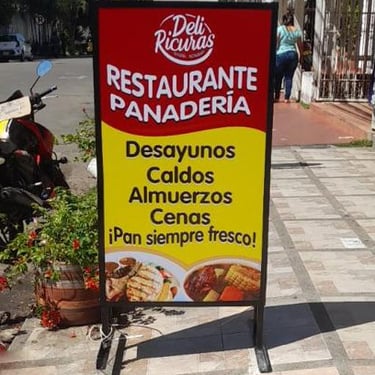 Deli
Ricuras
RESTAURANTE
PANADERÍA
Desayunos
Caldos
Almuerzos
Cenas
¡Pan siempre fresco!